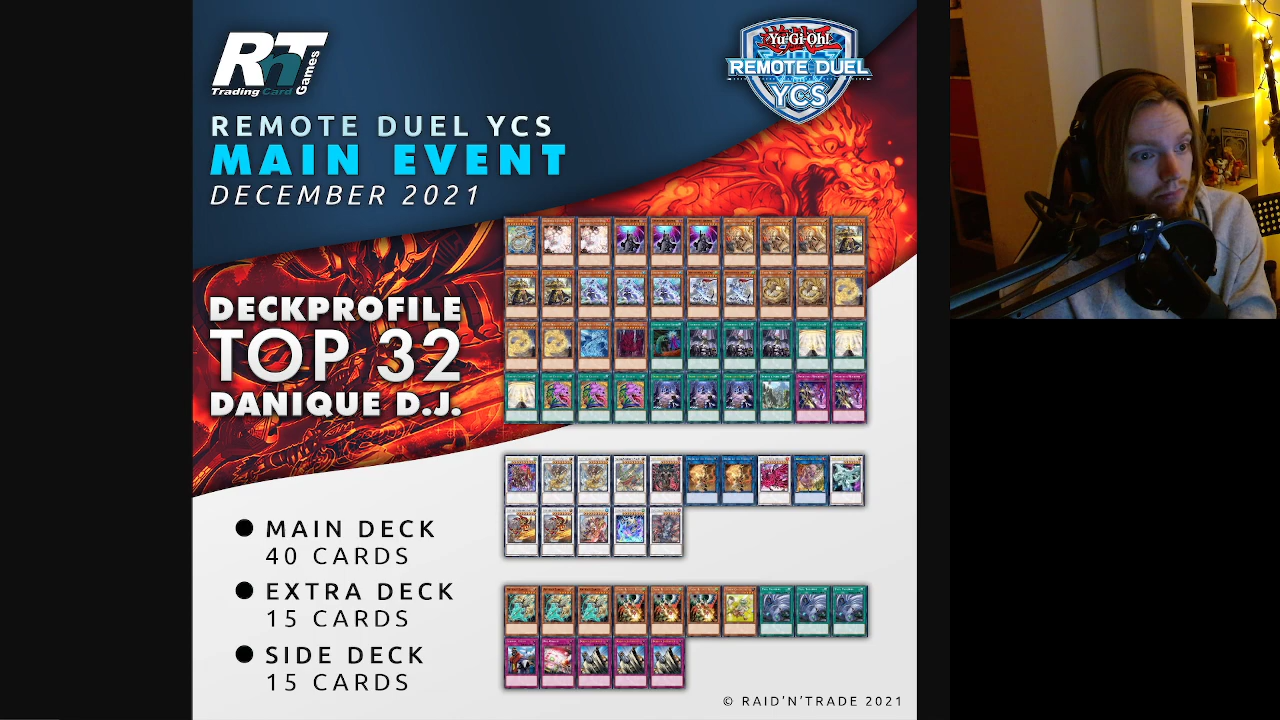 RnT
Trading Card Games
Yu-Gi-Oh!
REMOTE DUEL
YCS
REMOTE DUEL YCS
MAIN EVENT
DECEMBER 2021
DECKPROFILE
TOP 32
DANIQUE D.J.
● MAIN DECK
40 CARDS
● EXTRA DECK
15 CARDS
● SIDE DECK
15 CARDS
© RAID'N'TRADE 2021